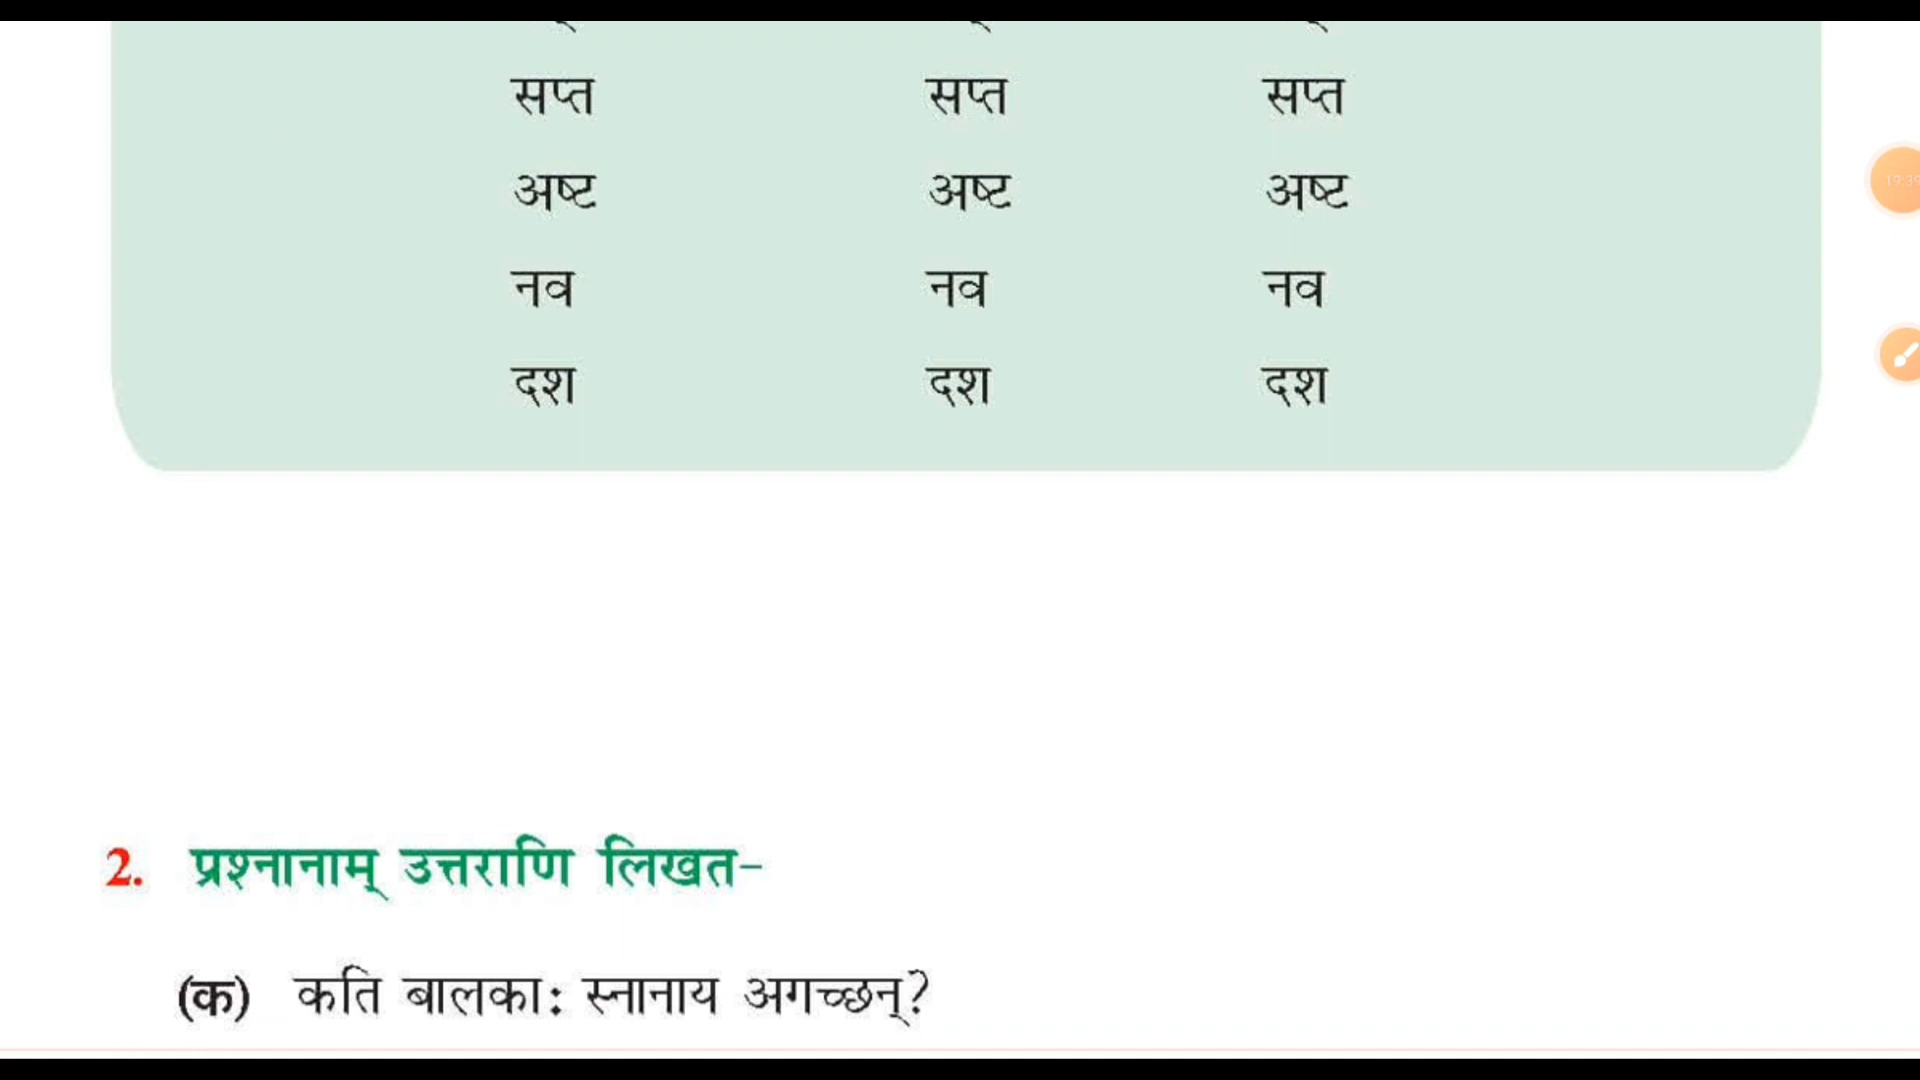 सप्त सप्त सप्त
अष्ट अष्ट अष्ट
नव नव नव
दश दश दश
2. प्रश्नानाम् उत्तराणि लिखत-
(क) कति बालकाः स्नानाय अगच्छन्?